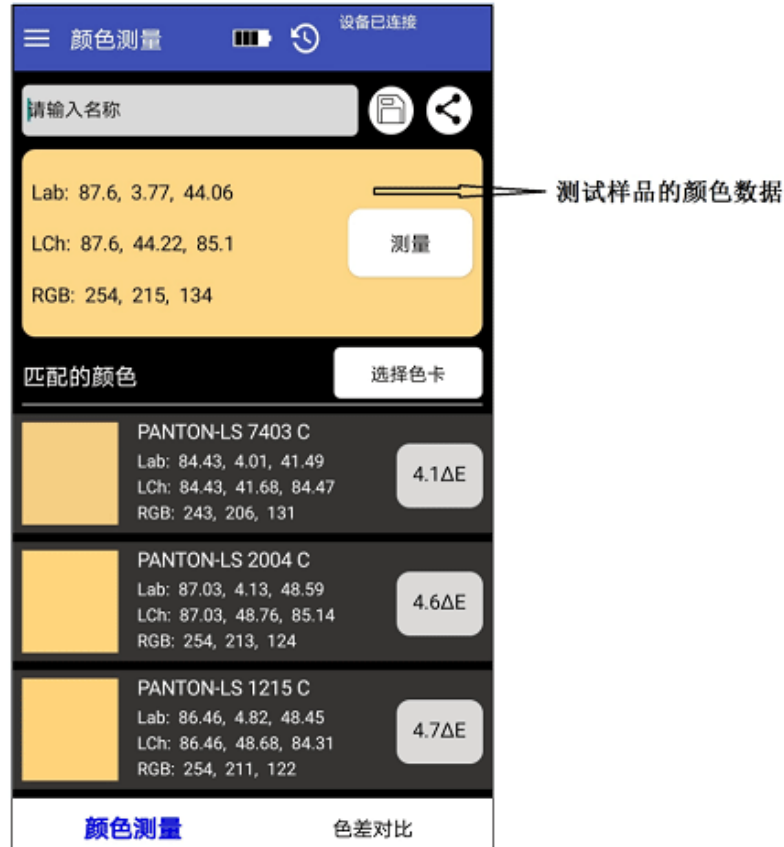 设备已连接
颜色测量
请输入名称
Lab: 87.6, 3.77, 44.06
测试样品的颜色数据
LCh: 87.6, 44.22, 85.1
测量
RGB: 254, 215, 134
匹配的颜色
选择色卡
PANTON-LS 7403 C
Lab: 84.43, 4.01, 41.49
LCh: 84.43, 41.68, 84.47
RGB: 243, 206, 131
4.1ΔE
PANTON-LS 2004 C
Lab: 87.03, 4.13, 48.59
LCh: 87.03, 48.76, 85.14
RGB: 254, 213, 124
4.6ΔE
PANTON-LS 1215 C
Lab: 86.46, 4.82, 48.45
LCh: 86.46, 48.68, 84.31
RGB: 254, 211, 122
4.7ΔE
颜色测量
色差对比